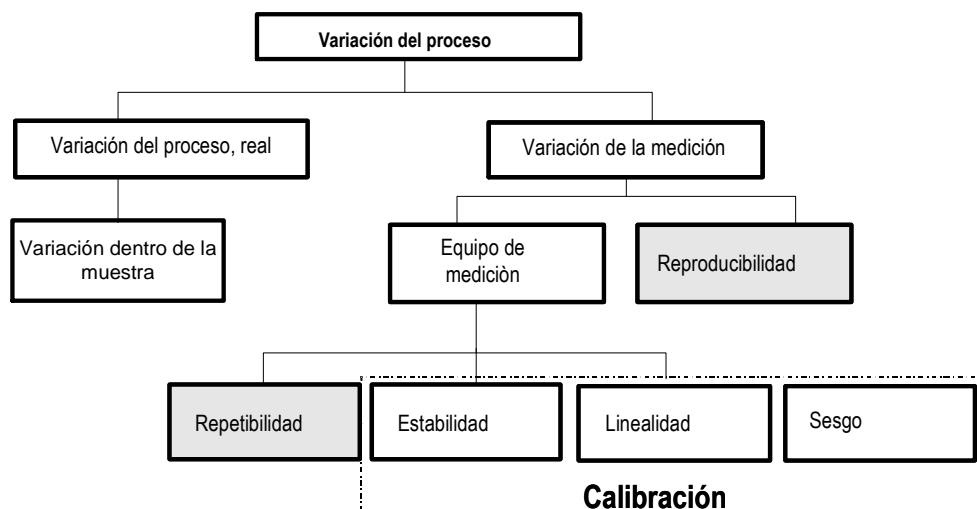 Variación del proceso
Variación del proceso, real
Variación de la medición
Variación dentro de la
muestra
Equipo de
mediciòn
Reproducibilidad
Repetibilidad
Estabilidad
Linealidad
Sesgo
Calibración